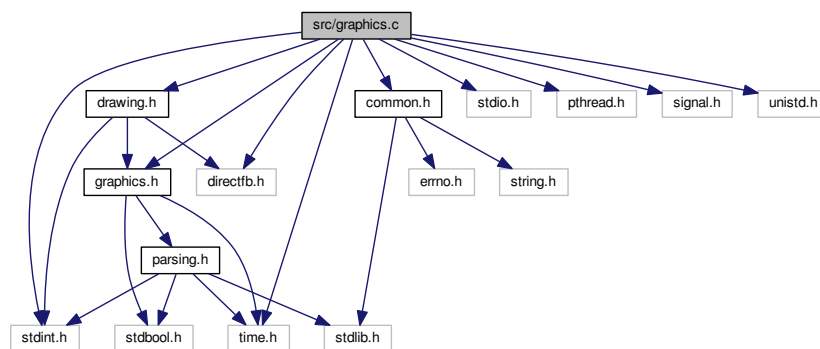 src/graphics.c
drawing.h
common.h
stdio.h
pthread.h
signal.h
unistd.h
graphics.h
directfb.h
errno.h
string.h
parsing.h
stdint.h
stdbool.h
time.h
stdlib.h